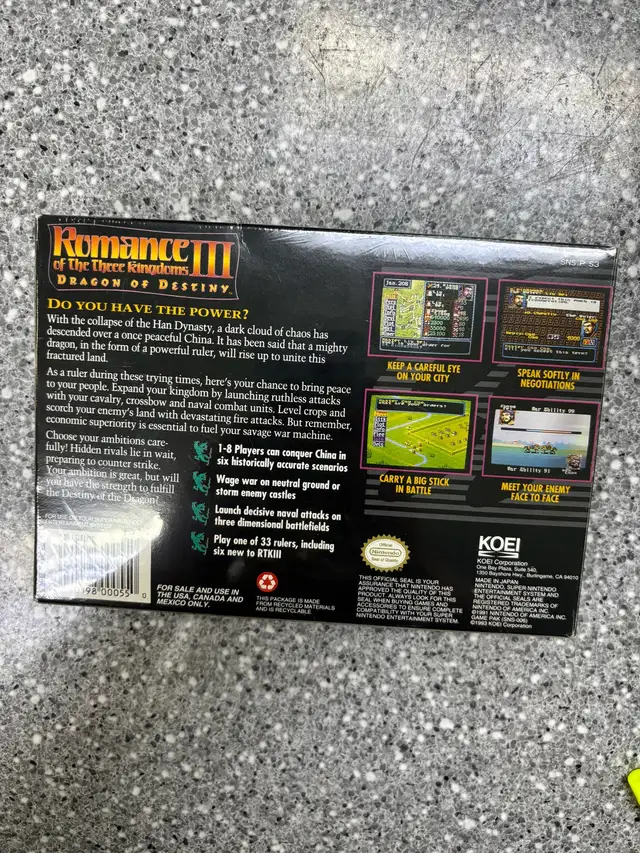 Romance III
of The Three Kingdoms
DRAGON OF DESTINY
SNS-P-S3
DO YOU HAVE THE POWER?
With the collapse of the Han Dynasty, a dark cloud of chaos has
descended over a once peaceful China. It has been said that a mighty
dragon, in the form of a powerful ruler, will rise up to unite this
fractured land.
As a ruler during these trying times, here's your chance to bring peace
to your people. Expand your kingdom by launching ruthless attacks
with your cavalry, crossbow and naval combat units. Level crops and
scorch your enemy's land with devastating fire attacks. But remember,
economic superiority is essential to fuel your savage war machine.
Choose your ambitions care-
fully! Hidden rivals lie in wait,
preparing to counter strike.
Your ambition is great, but will
you have the strength to fulfill
the Destiny of the Dragon?
1-8 Players can conquer China in
six historically accurate scenarios
Wage war on neutral ground or
storm enemy castles
Launch decisive naval attacks on
three dimensional battlefields
Play one of 33 rulers, including
six new to RTKIII
Jan. 208
KEEP A CAREFUL EYE
ON YOUR CITY
SPEAK SOFTLY IN
NEGOTIATIONS
CARRY A BIG STICK
IN BATTLE
War Ability 99
War Ability 91
MEET YOUR ENEMY
FACE TO FACE
98 00055 0
FOR SALE AND USE IN
THE USA, CANADA AND
MEXICO ONLY.
THIS PACKAGE IS MADE
FROM RECYCLED MATERIALS
AND IS RECYCLABLE.
Official
Nintendo
Seal of Quality
THIS OFFICIAL SEAL IS YOUR
ASSURANCE THAT NINTENDO HAS
APPROVED THE QUALITY OF THIS
PRODUCT. ALWAYS LOOK FOR THIS
SEAL WHEN BUYING GAMES AND
ACCESSORIES TO ENSURE COMPLETE
COMPATIBILITY WITH YOUR SUPER
NINTENDO ENTERTAINMENT SYSTEM.
KOEI
KOEI Corporation
One Bay Plaza, Suite 540,
1350 Bayshore Hwy., Burlingame, CA 94010
MADE IN JAPAN
NINTENDO, SUPER NINTENDO
ENTERTAINMENT SYSTEM AND
THE OFFICIAL SEALS ARE
REGISTERED TRADEMARKS OF
NINTENDO OF AMERICA INC.
©1991 NINTENDO OF AMERICA INC.
GAME PAK (SNS-006)
©1993 KOEI Corporation